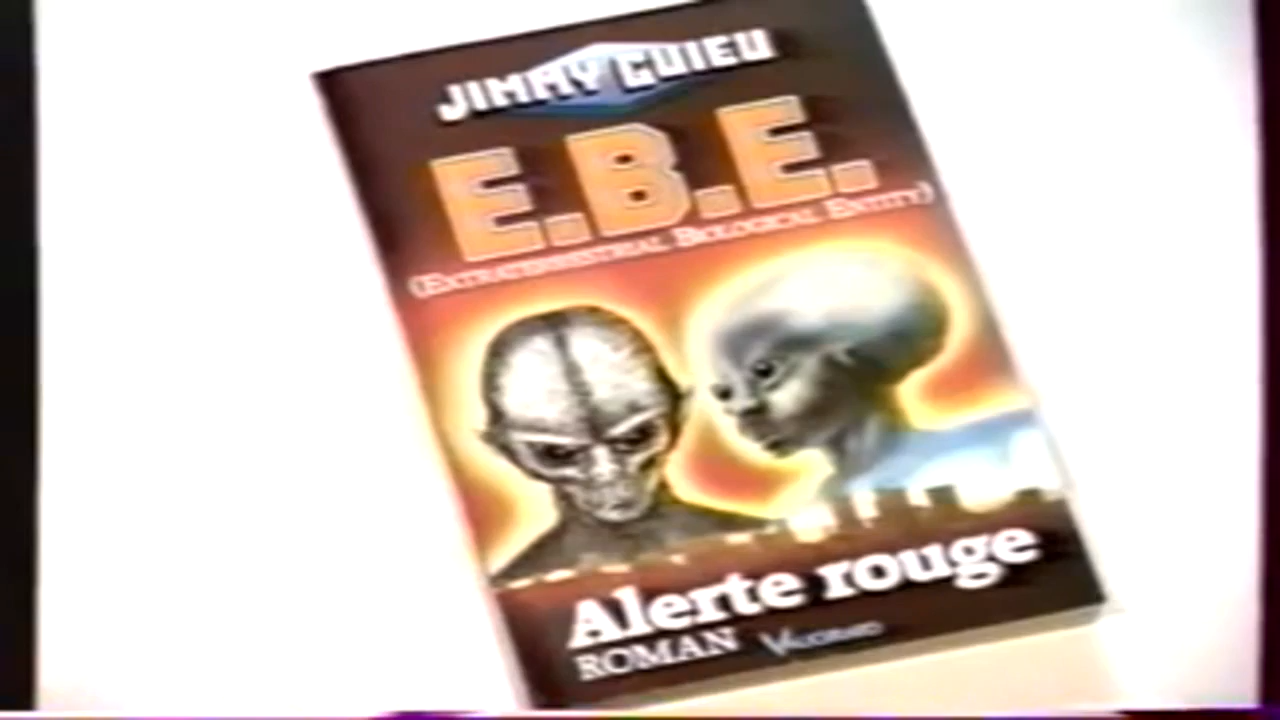 JIMMY GUIEU
E.B.E.
(EXTRATERRESTRIAL BIOLOGICAL ENTITY)
Alerte rouge
ROMAN